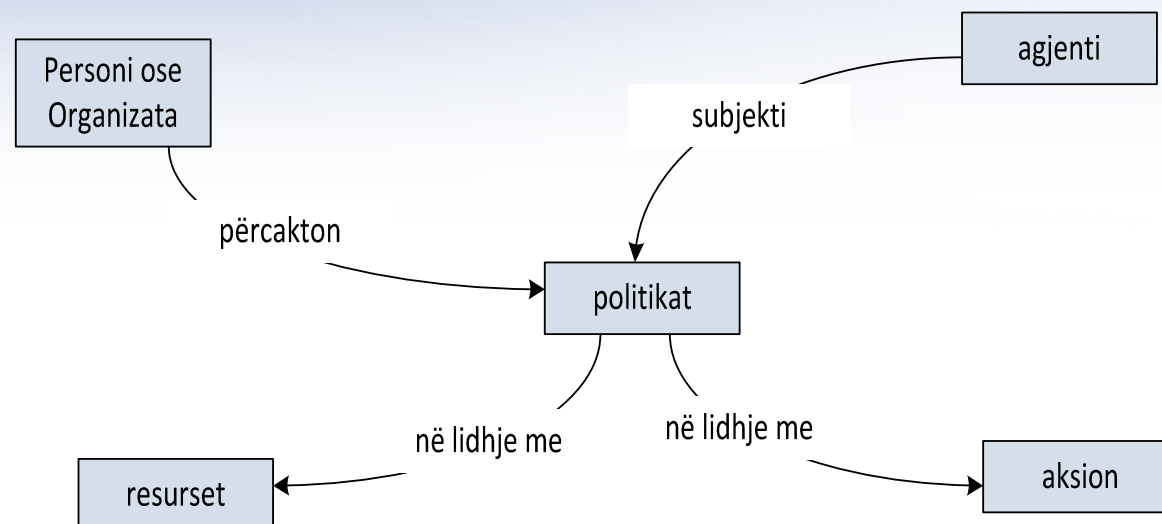 agjenti
Personi ose
Organizata
subjekti
përcakton
politikat
në lidhje me
në lidhje me
resurset
aksion